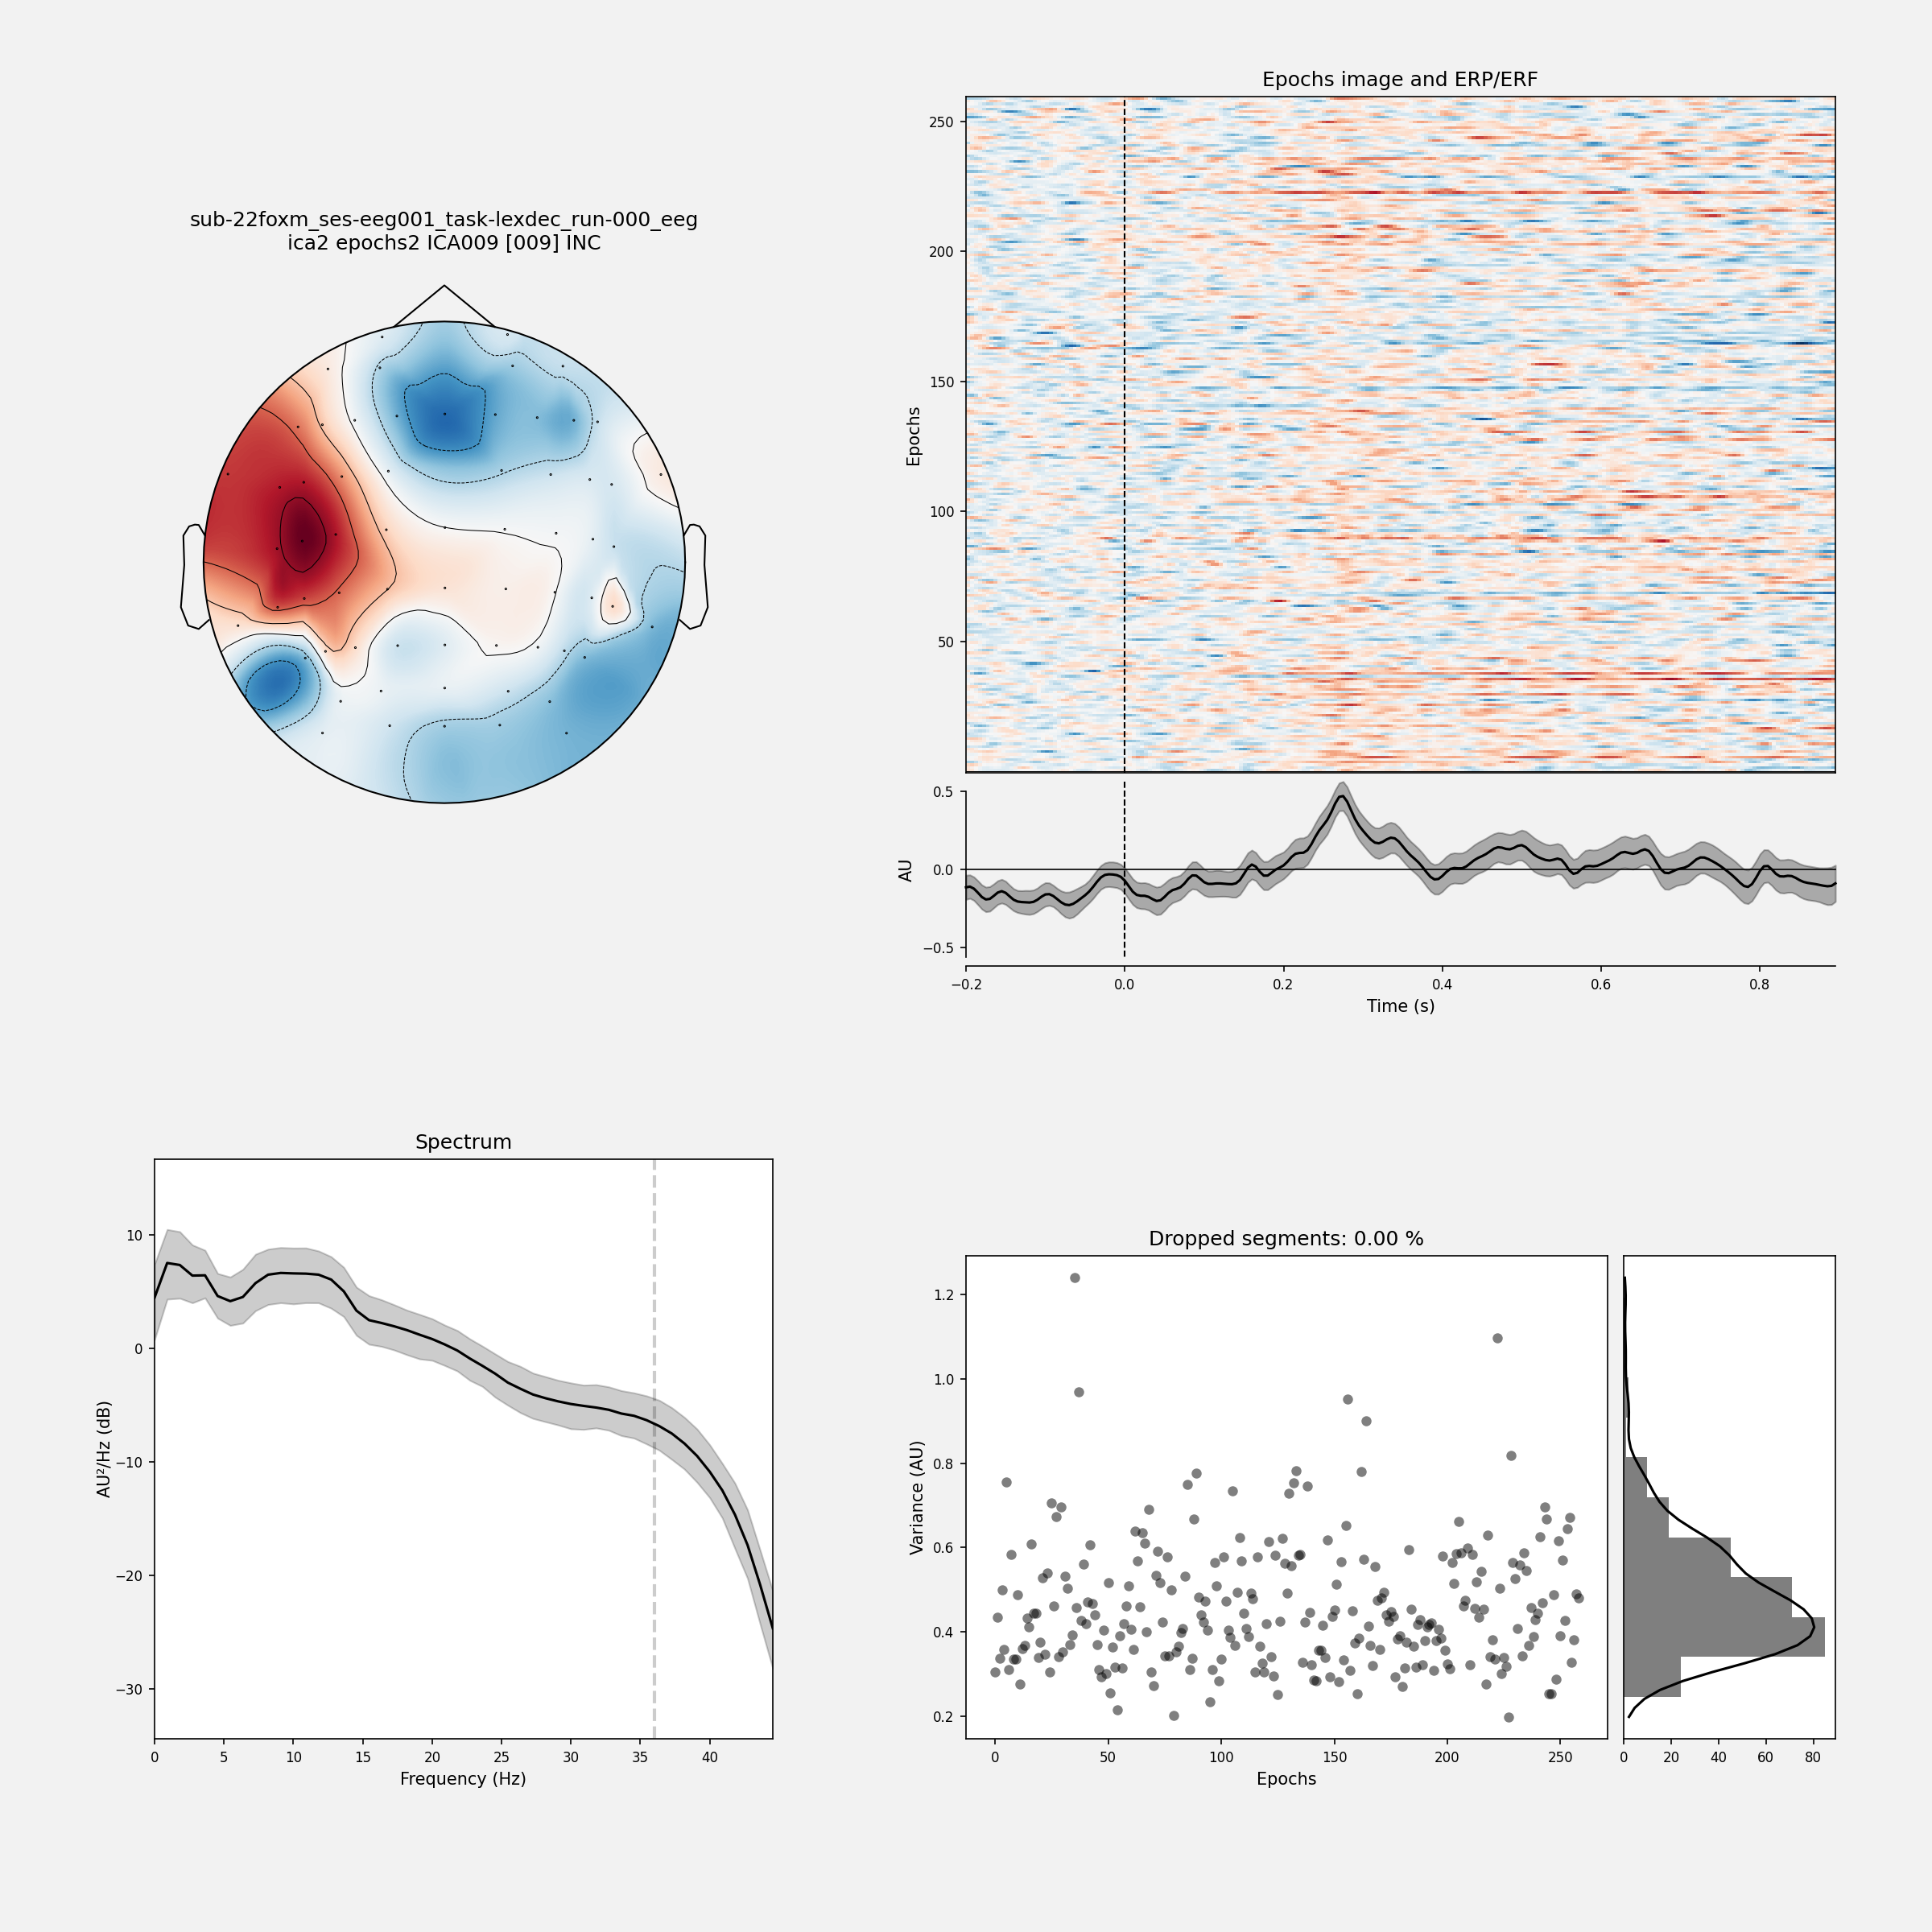 sub-22foxm_ses-eeg001_task-lexdec_run-000_eeg
ica2 epochs2 ICA009 [009] INC
Epochs image and ERP/ERF
250
200
150
100
50
Epochs
0.5
0.0
−0.5
AU
−0.2 0.0 0.2 0.4 0.6 0.8
Time (s)
Spectrum
10
0
−10
−20
−30
AU²/Hz (dB)
0 5 10 15 20 25 30 35 40
Frequency (Hz)
Dropped segments: 0.00 %
1.2
1.0
0.8
0.6
0.4
0.2
Variance (AU)
0 50 100 150 200 250
Epochs
0 20 40 60 80